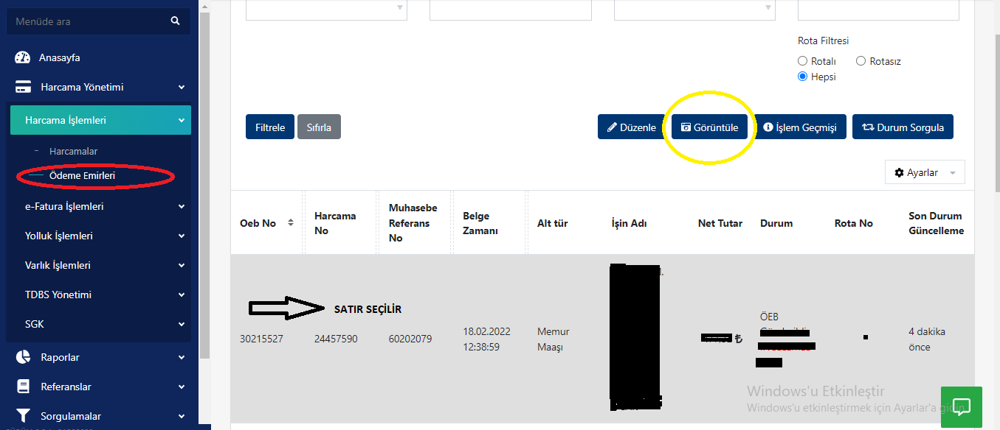 Menüde ara
Anasayfa
Harcama Yönetimi
Harcama İşlemleri
Harcamalar
Ödeme Emirleri
e-Fatura İşlemleri
Yolluk İşlemleri
Varlık İşlemleri
TDBS Yönetimi
SGK
Raporlar
Referanslar
Sorgulamalar
Rota Filtresi
Rotalı Rotasız
Hepsi
Filtrele Sıfırla Düzenle Görüntüle İşlem Geçmişi Durum Sorgula
Ayarlar
Oeb No
Harcama
No
Muhasebe
Referans
No
Belge
Zamanı
Alt tür
İşin Adı
Net Tutar
Durum
Rota No
Son Durum
Güncelleme
SATIR SEÇİLİR
30215527
24457590
60202079
18.02.2022
12:38:59
Memur
Maaşı
₺
ÖEB
4 dakika
önce
Windows'u Etkinleştir
Windows'u etkinleştirmek için Ayarlar'a gidin.